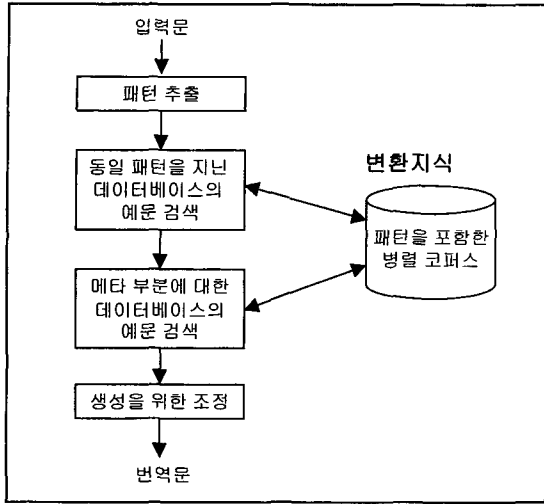 입력문
패턴 추출
동일 패턴을 지닌
데이터베이스의
예문 검색
변환지식
패턴을 포함한
병렬 코퍼스
메타 부분에 대한
데이터베이스의
예문 검색
생성을 위한 조정
번역문